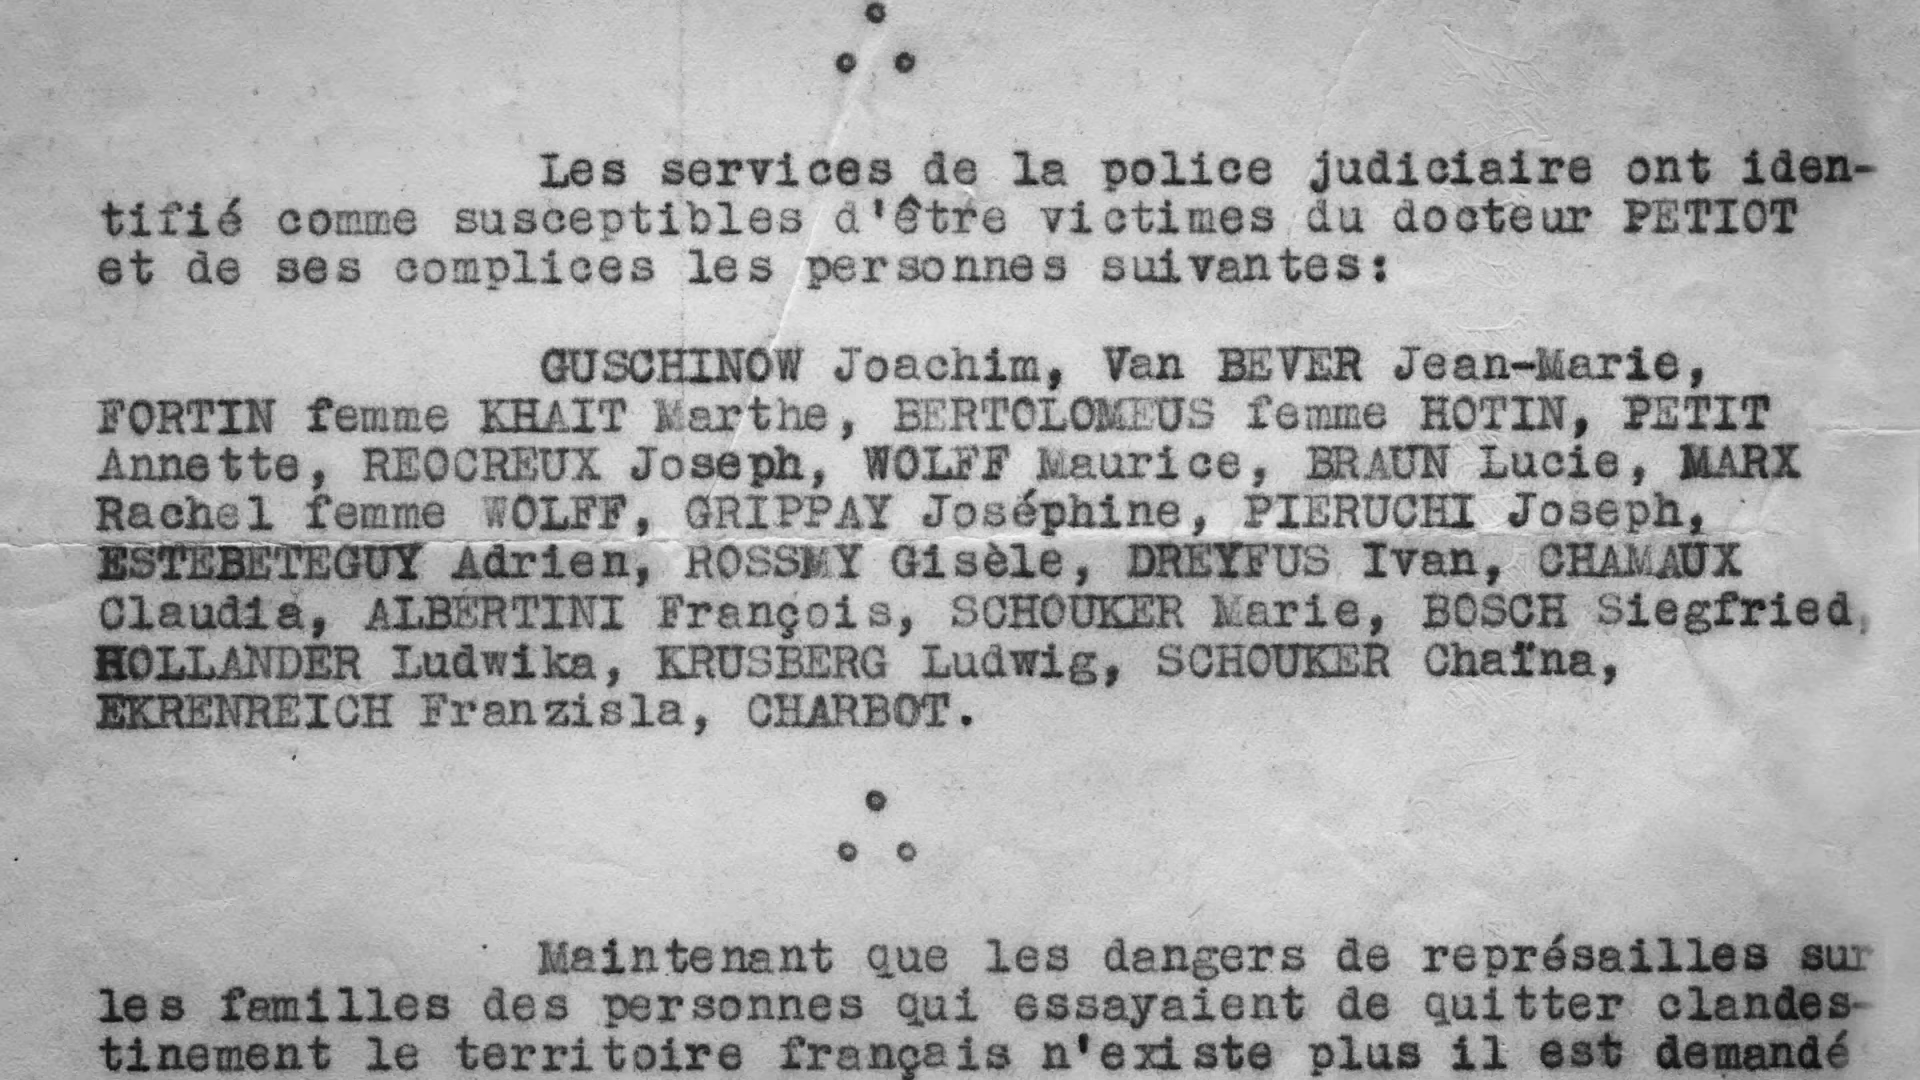 Les services de la police judiciaire ont iden-
tifié comme susceptibles d'être victimes du docteur PETIOT
et de ses complices les personnes suivantes:
GUSCHINOW Joachim, Van BEVER Jean-Marie,
FORTIN femme KHAIT Marthe, BERTOLOMEUS femme HOTIN, PETIT
Annette, REOCREUX Joseph, WOLFF Maurice, BRAUN Lucie, MARX
Rachel femme WOLFF, GRIPPAY Joséphine, PIERUCHI Joseph,
ESTEBETEGUY Adrien, ROSSMY Gisèle, DREYFUS Ivan, CHAMAUX
Claudia, ALBERTINI François, SCHOUKER Marie, BOSCH Siegfried,
HOLLANDER Ludwika, KRUSBERG Ludwig, SCHOUKER Chaïna,
EKRENREICH Franzisla, CHARBOT.
Maintenant que les dangers de représailles sur
les familles des personnes qui essayaient de quitter clandes-
tinement le territoire français n'existe plus il est demandé